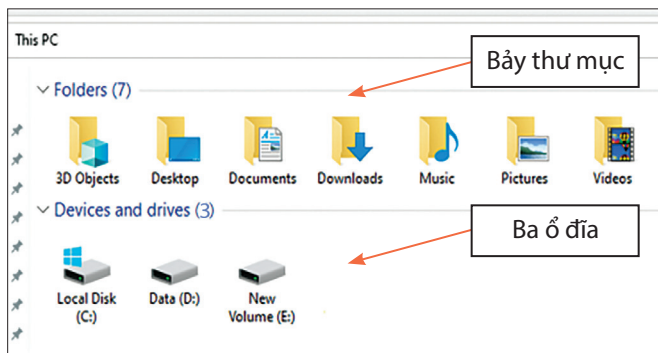 This PC
Bảy thư mục
Folders (7)
3D Objects Desktop Documents Downloads Music Pictures Videos
Devices and drives (3)
Ba ổ đĩa
Local Disk (C:) Data (D:) New Volume (E:)